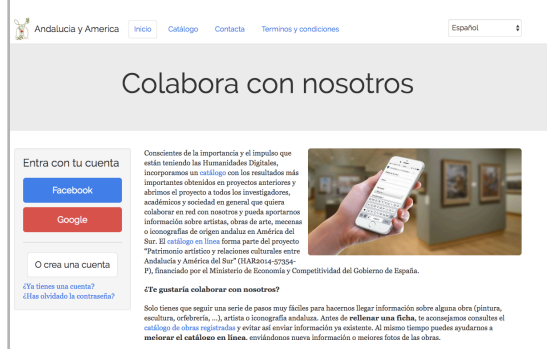 Andalucia y America
Inicio
Catálogo
Contacta
Terminos y condiciones
Español
Colabora con nosotros
Entra con tu cuenta
Facebook
Google
O crea una cuenta
¿Ya tienes una cuenta?
¿Has olvidado la contraseña?
Conscientes de la importancia y el impulso que
están teniendo las Humanidades Digitales,
incorporamos un catálogo con los resultados más
importantes obtenidos en proyectos anteriores y
abrimos el proyecto a todos los investigadores,
académicos y sociedad en general que quiera
colaborar en red con nosotros y pueda aportarnos
información sobre artistas, obras de arte, mecenas
o iconografías de origen andaluz en América del
Sur. El catálogo en línea forma parte del proyecto
"Patrimonio artístico y relaciones culturales entre
Andalucía y América del Sur" (HAR2014-57354-
P), financiado por el Ministerio de Economía y Competitividad del Gobierno de España.
¿Te gustaría colaborar con nosotros?
Solo tienes que seguir una serie de pasos muy fáciles para hacernos llegar información sobre alguna obra (pintura,
escultura, orfebrería, ...), artista o iconografía andaluza. Antes de rellenar una ficha, te aconsejamos consultes el
catálogo de obras registradas y evitar así enviar información ya existente. Al mismo tiempo puedes ayudarnos a
mejorar el catálogo en línea, enviándonos nueva información o mejores fotos de las obras.